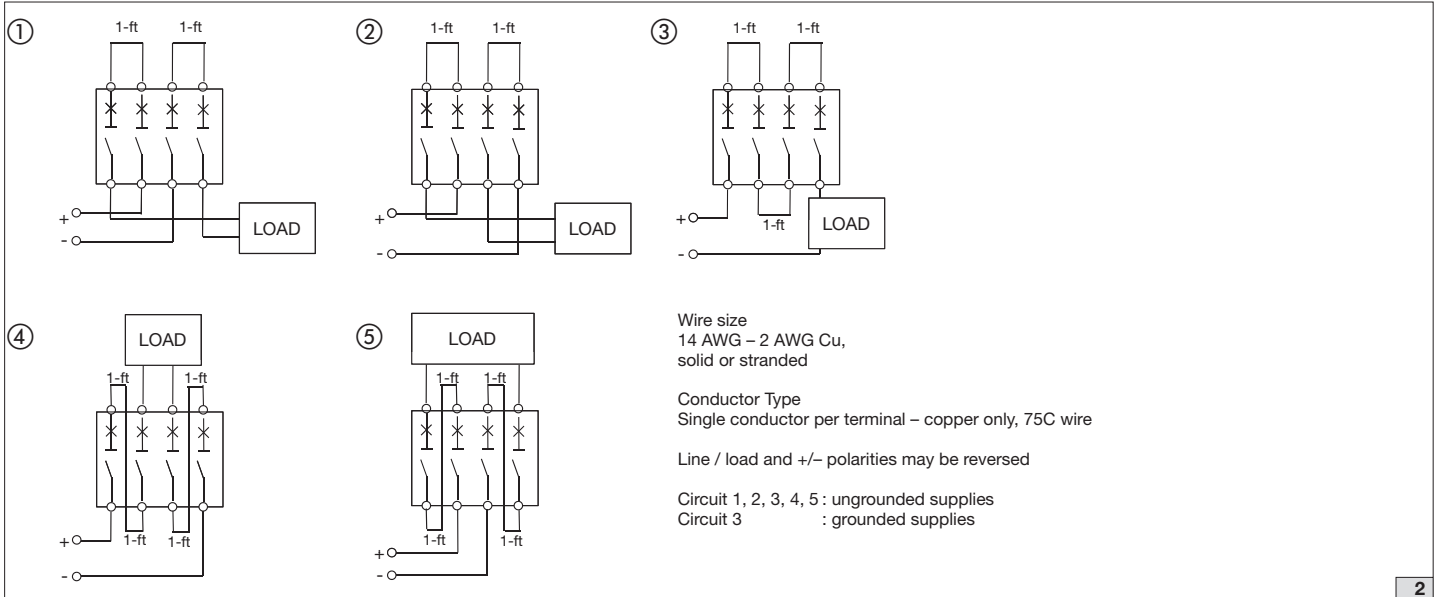 ①
1-ft 1-ft
+
-
LOAD
②
1-ft 1-ft
+
-
LOAD
③
1-ft 1-ft
+
-
1-ft
LOAD
④
LOAD
1-ft 1-ft
+
-
1-ft 1-ft
⑤
LOAD
1-ft 1-ft
1-ft 1-ft
+
-
Wire size
14 AWG – 2 AWG Cu,
solid or stranded
Conductor Type
Single conductor per terminal – copper only, 75C wire
Line / load and +/– polarities may be reversed
Circuit 1, 2, 3, 4, 5 : ungrounded supplies
Circuit 3 : grounded supplies
2